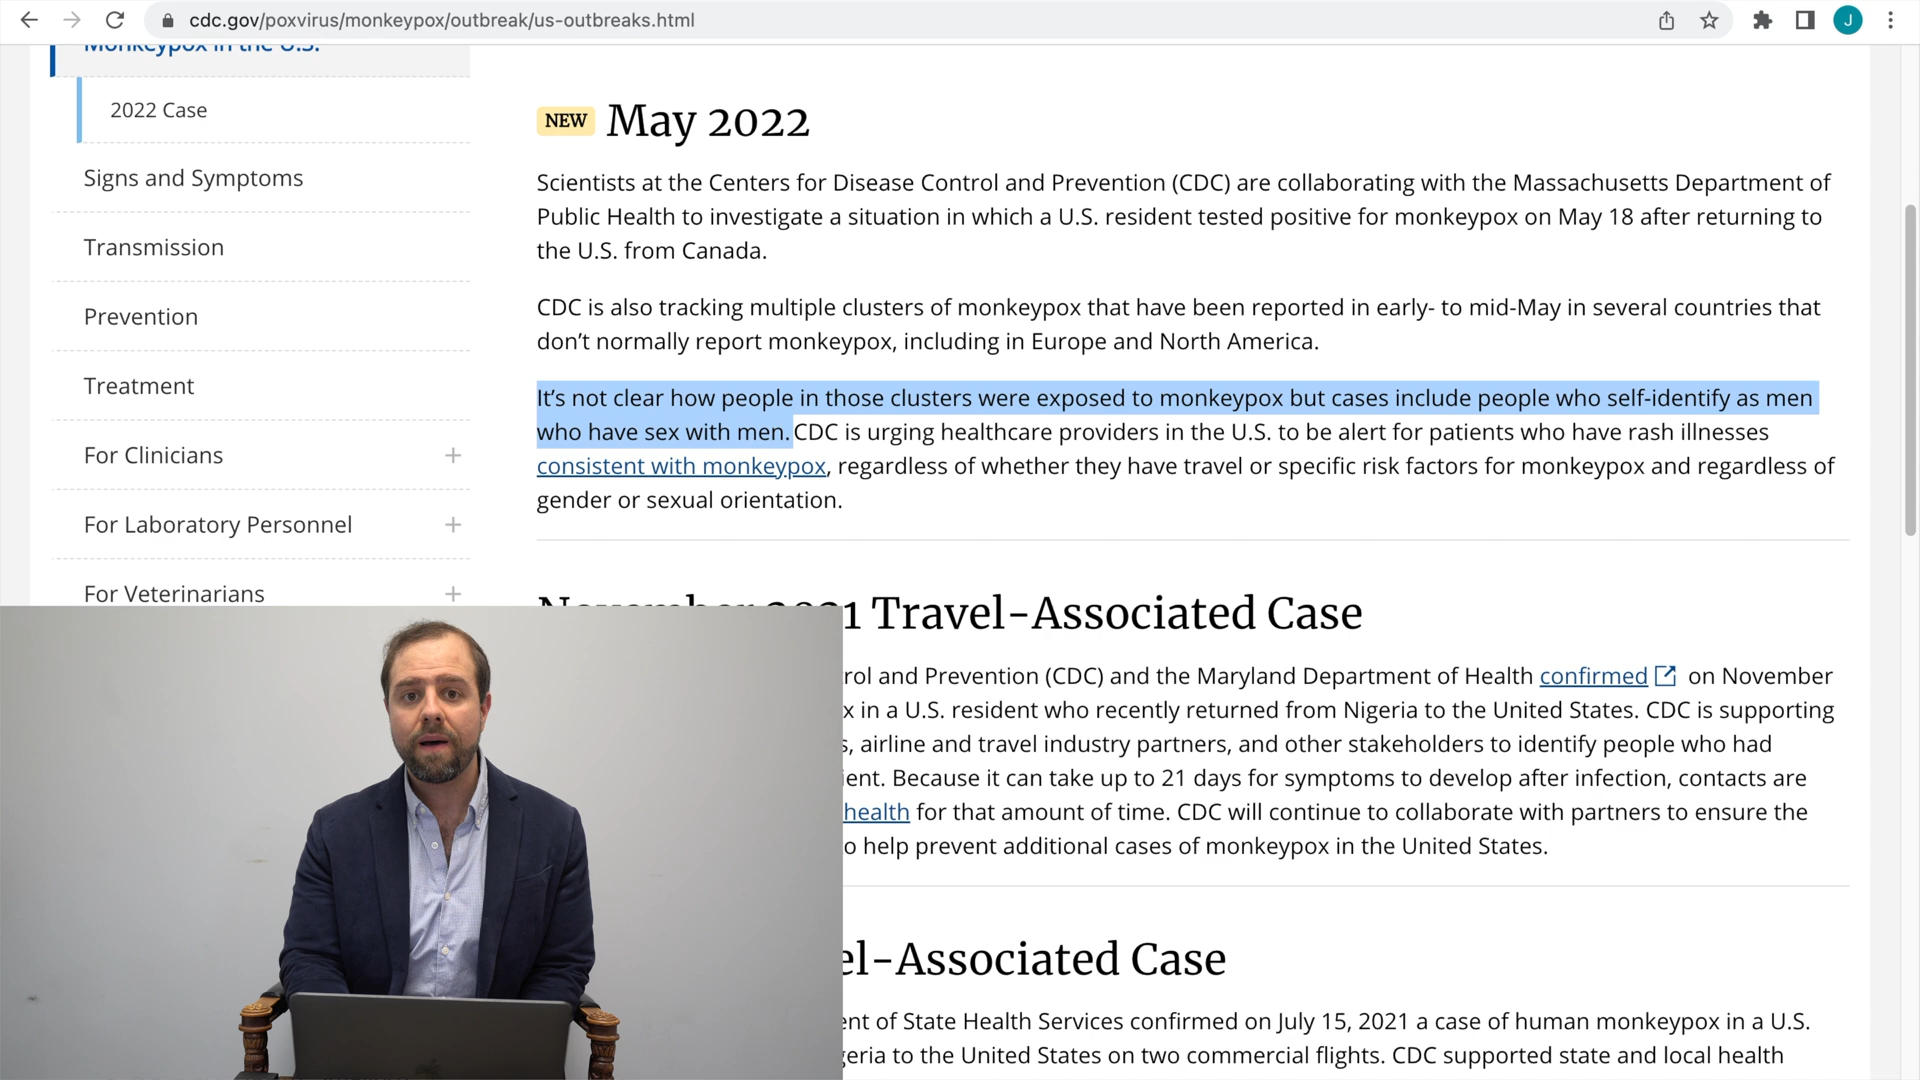 cdc.gov/poxvirus/monkeypox/outbreak/us-outbreaks.html
J
Monkeypox in the U.S.
2022 Case
Signs and Symptoms
Transmission
Prevention
Treatment
For Clinicians +
For Laboratory Personnel +
For Veterinarians +
NEW May 2022
Scientists at the Centers for Disease Control and Prevention (CDC) are collaborating with the Massachusetts Department of
Public Health to investigate a situation in which a U.S. resident tested positive for monkeypox on May 18 after returning to
the U.S. from Canada.
CDC is also tracking multiple clusters of monkeypox that have been reported in early- to mid-May in several countries that
don’t normally report monkeypox, including in Europe and North America.
It’s not clear how people in those clusters were exposed to monkeypox but cases include people who self-identify as men
who have sex with men. CDC is urging healthcare providers in the U.S. to be alert for patients who have rash illnesses
consistent with monkeypox, regardless of whether they have travel or specific risk factors for monkeypox and regardless of
gender or sexual orientation.
November 2021 Travel-Associated Case
and Prevention (CDC) and the Maryland Department of Health confirmed on November
in a U.S. resident who recently returned from Nigeria to the United States. CDC is supporting
airline and travel industry partners, and other stakeholders to identify people who had
Because it can take up to 21 days for symptoms to develop after infection, contacts are
health for that amount of time. CDC will continue to collaborate with partners to ensure the
help prevent additional cases of monkeypox in the United States.
-Associated Case
of State Health Services confirmed on July 15, 2021 a case of human monkeypox in a U.S.
to the United States on two commercial flights. CDC supported state and local health